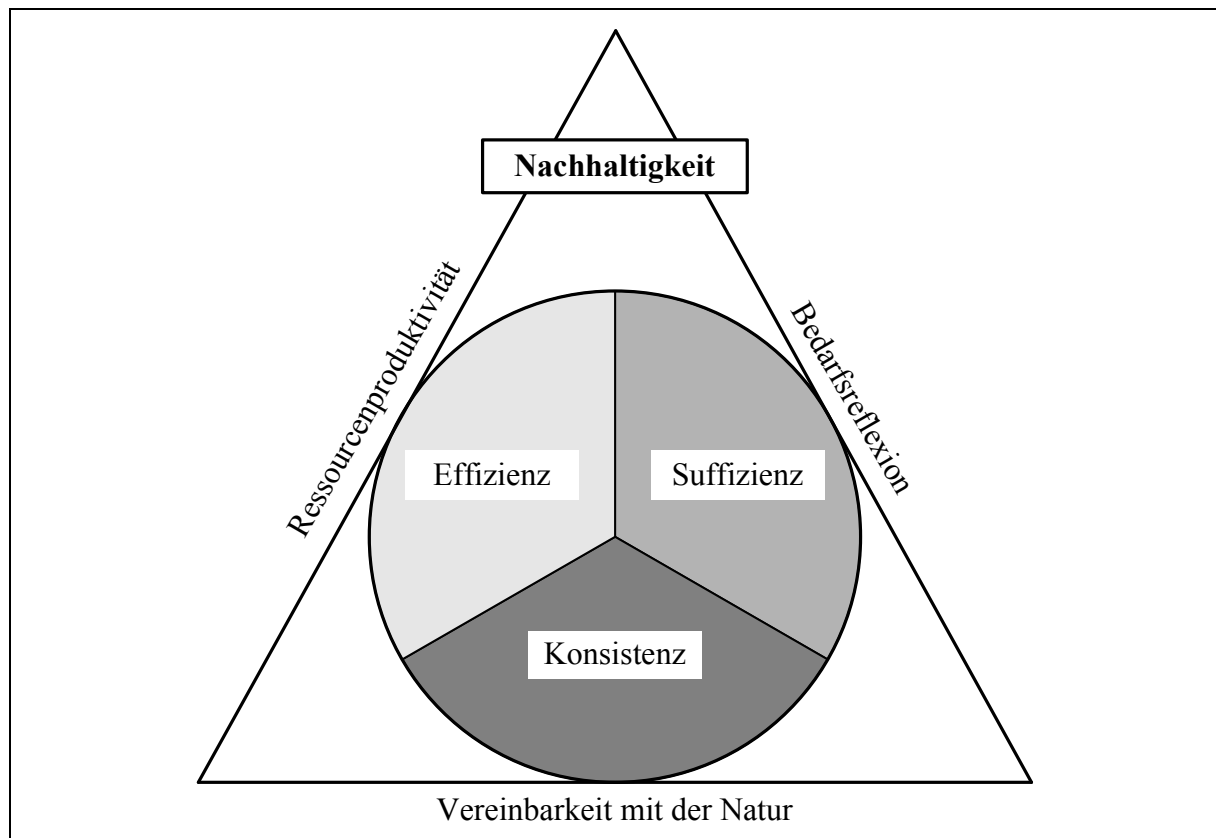 Nachhaltigkeit
Ressourcenproduktivität
Bedarfsreflexion
Effizienz
Suffizienz
Konsistenz
Vereinbarkeit mit der Natur